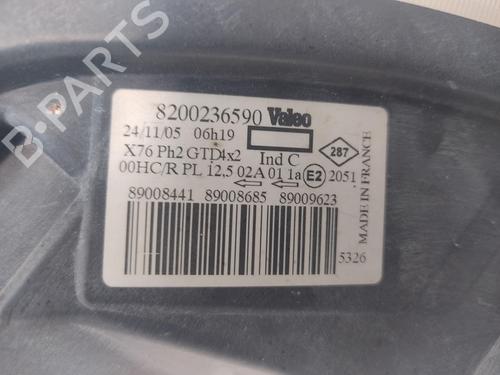 8200236590 Valeo
24/11/05 06h19
X76 Ph2 GTD4x2 Ind C
287
00HC/R PL 12,5 02A 01 1a E2 2051
89008441 89008685 89009623
5326
MADE IN FRANCE
B-PARTS